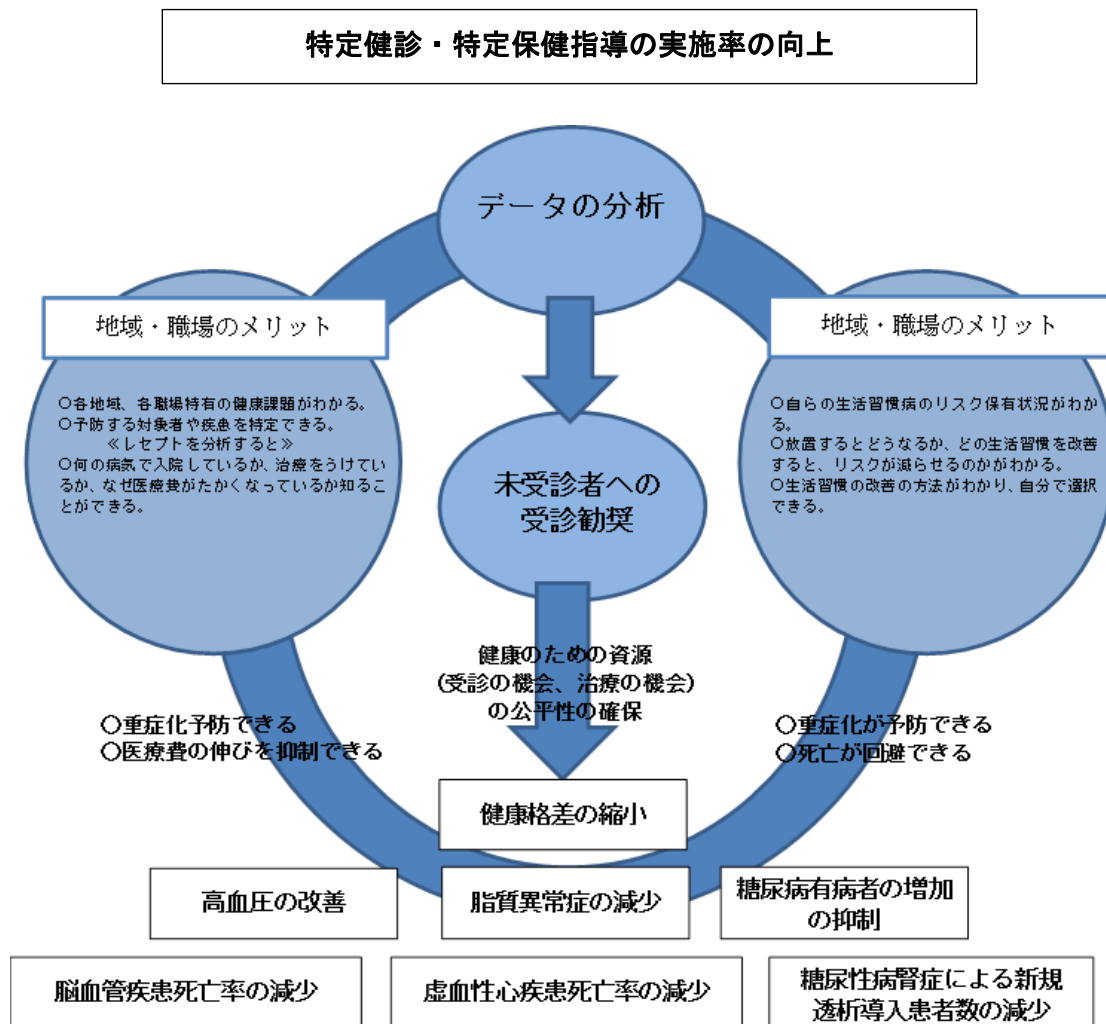 特定健診・特定保健指導の実施率の向上
データの分析
地域・職場のメリット
○各地域、各職場特有の健康課題がわかる。
○予防する対象者や疾患を特定できる。
≪レセプトを分析すると≫
○何の病気で入院しているか、治療をうけてい
るか、なぜ医療費がたかくなっているか知るこ
とができる。
地域・職場のメリット
○自らの生活習慣病のリスク保有状況がわか
る。
○放置するとどうなるか、どの生活習慣を改善
すると、リスクが減らせるのかがわかる。
○生活習慣の改善の方法がわかり、自分で選択
できる。
未受診者への
受診勧奨
健康のための資源
(受診の機会、治療の機会)
の公平性の確保
○重症化予防できる
○医療費の伸びを抑制できる
○重症化が予防できる
○死亡が回避できる
健康格差の縮小
高血圧の改善
脂質異常症の減少
糖尿病有病者の増加
の抑制
脳血管疾患死亡率の減少
虚血性心疾患死亡率の減少
糖尿性病腎症による新規
透析導入患者数の減少